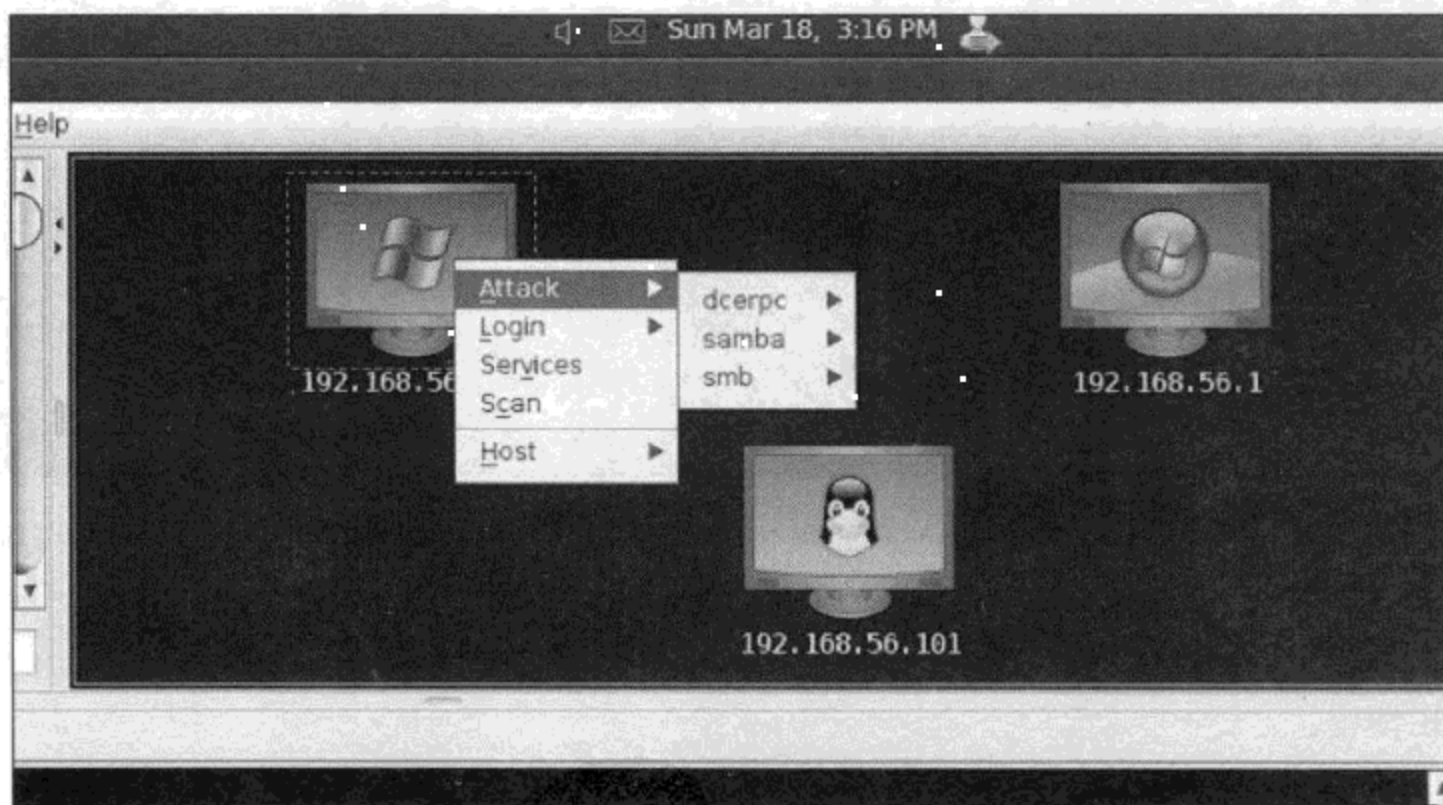 Sun Mar 18, 3:16 PM
Help
Attack
Login
Services
Scan
Host
dcerpc
samba
smb
192.168.56
192.168.56.1
192.168.56.101